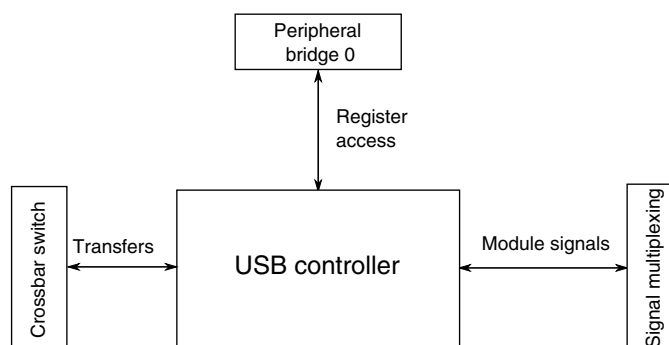 Peripheral
bridge 0
Register
access
Crossbar switch
Transfers
USB controller
Module signals
Signal multiplexing